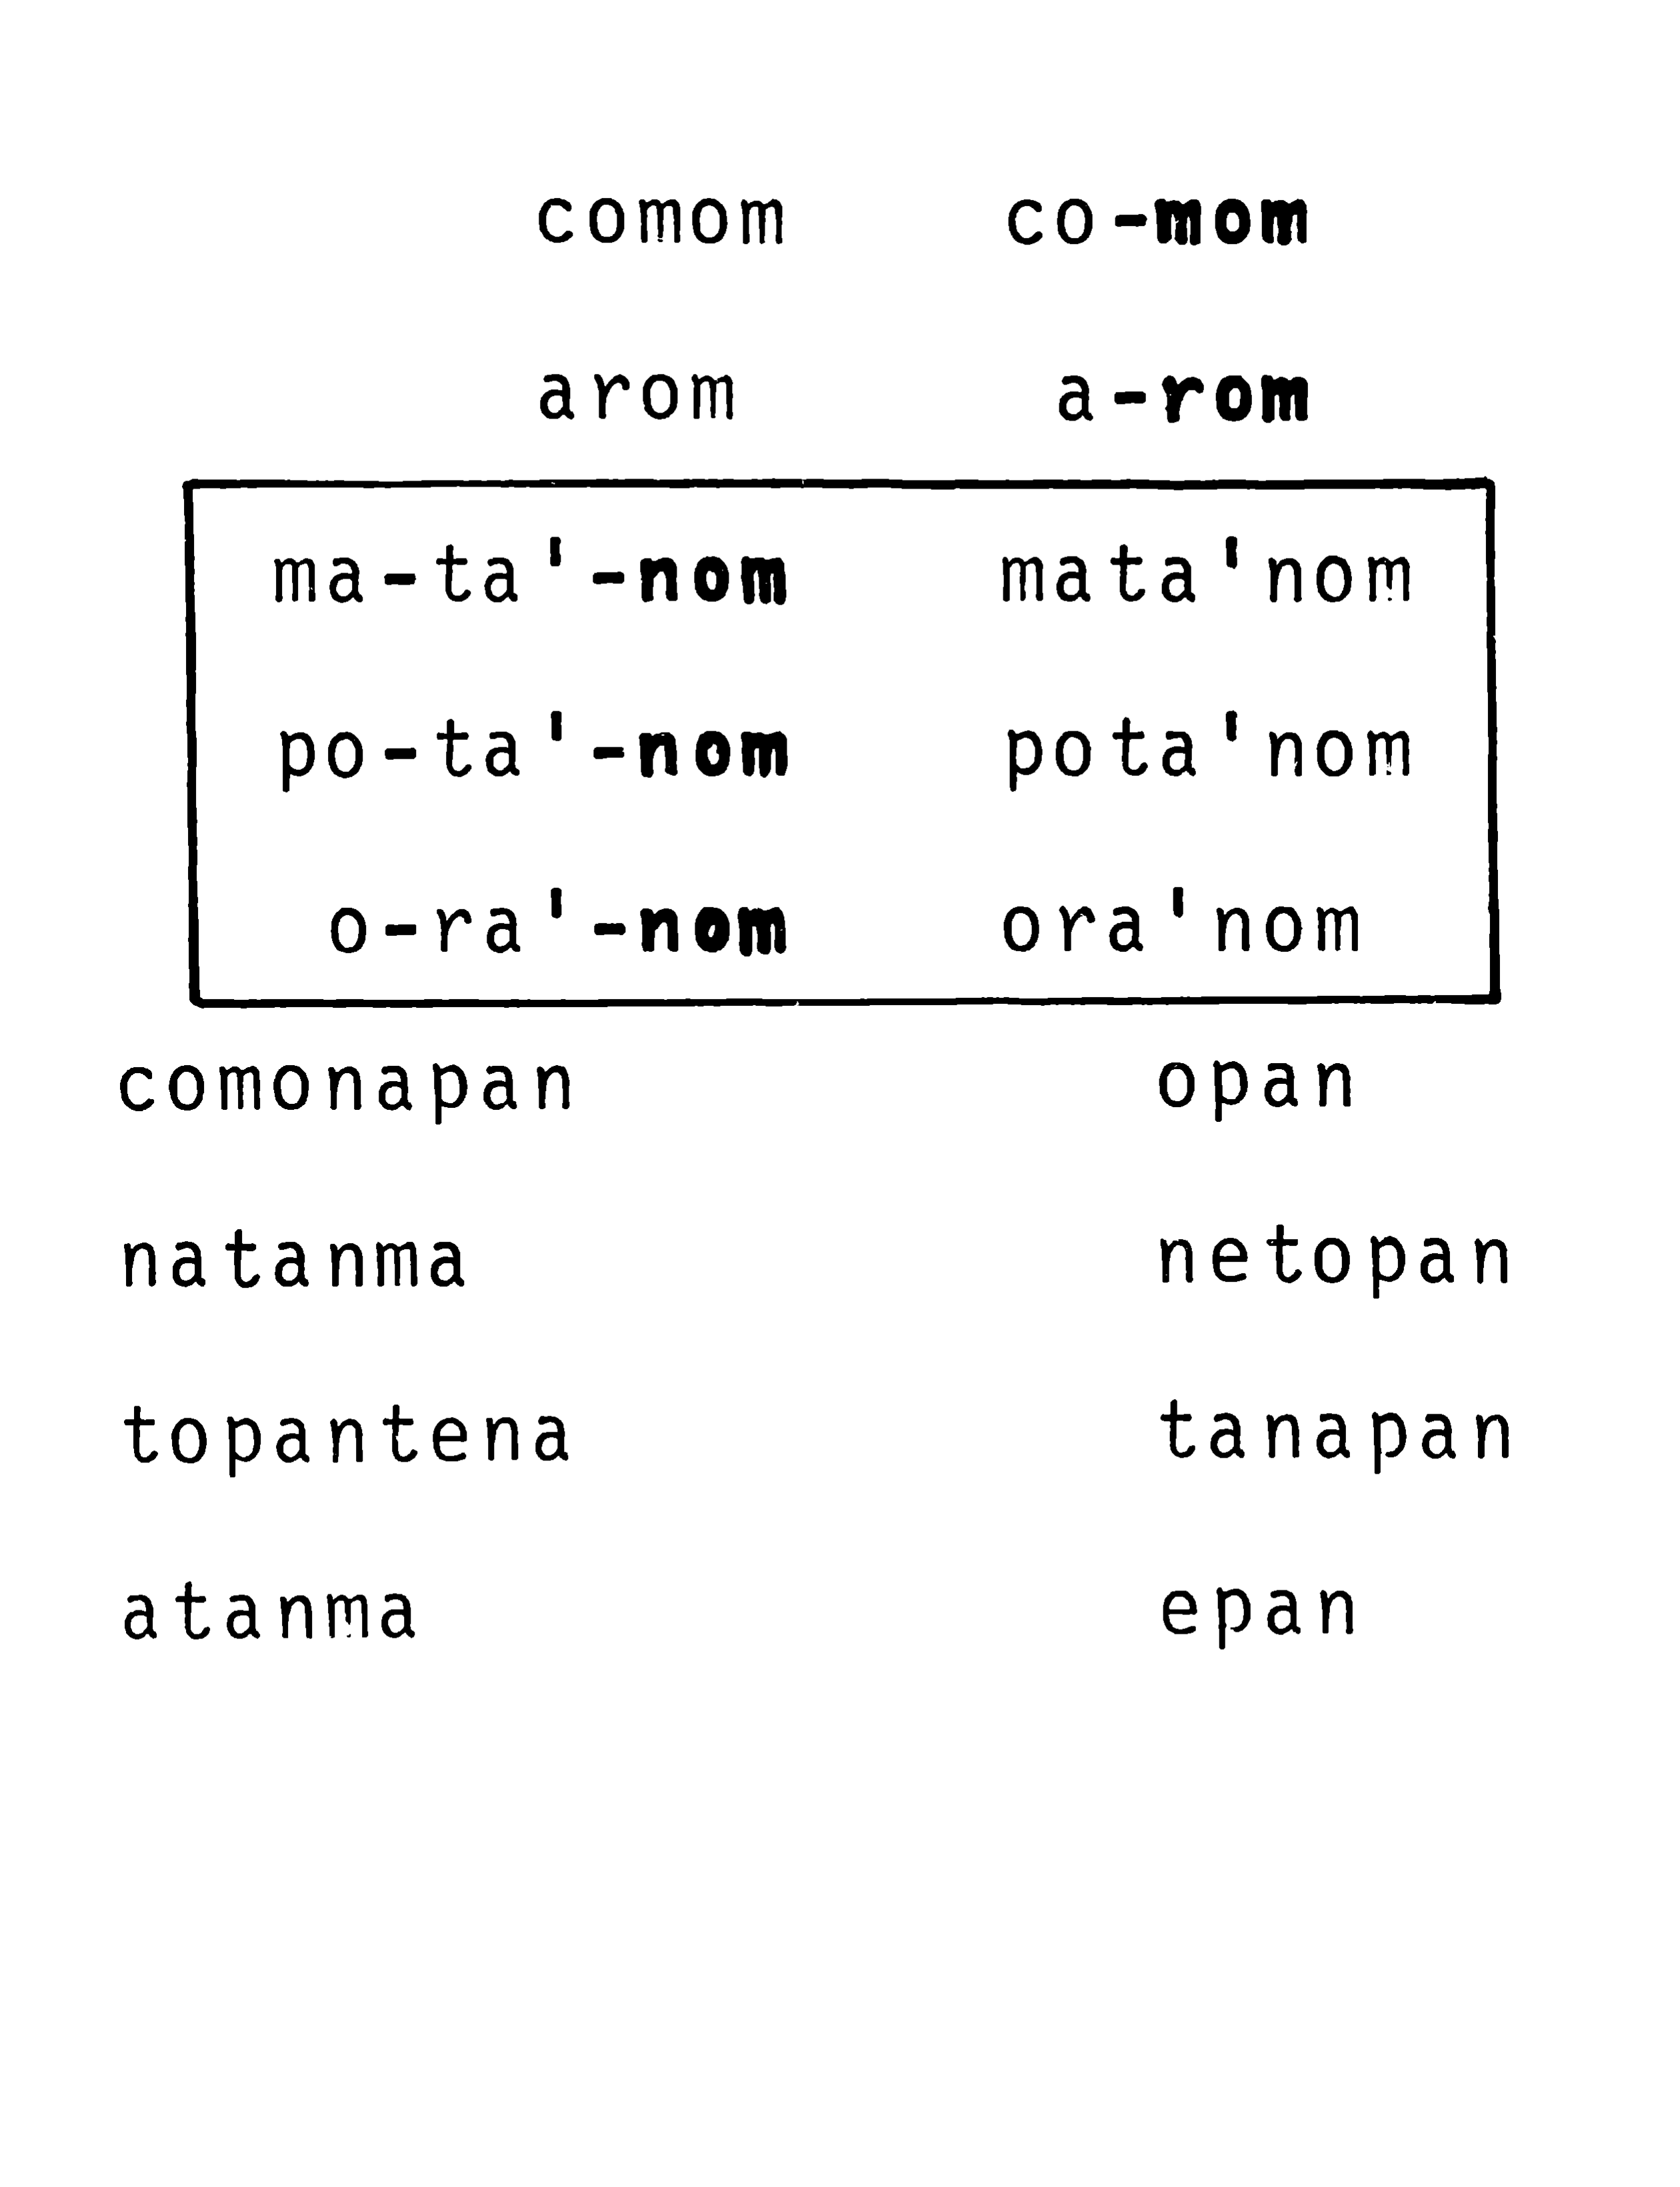 comom co-mom
arom a-rom
ma-ta'-nom mata'nom
po-ta'-nom pota'nom
o-ra'-nom ora'nom
comonapan opan
natanma netopan
topantena tanapan
atanma epan